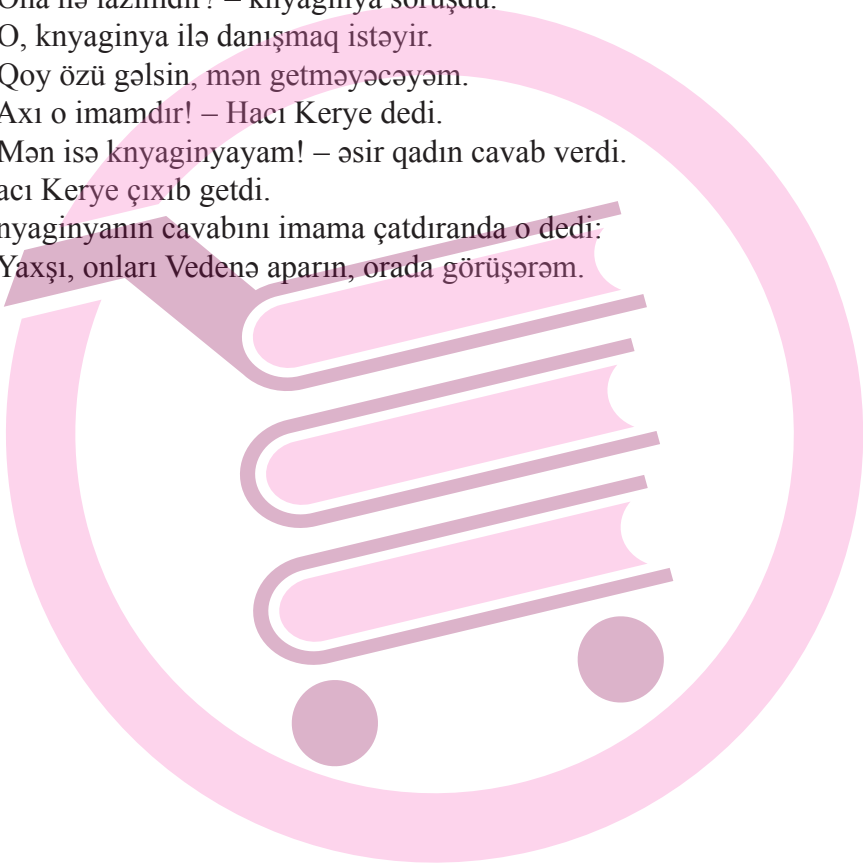 Ona nə lazımdır? – knyaginya soruşdu.
O, knyaginya ilə danışmaq istəyir.
Qoy özü gəlsin, mən getməyəcəyəm.
Axı o imamdır! – Hacı Kerye dedi.
Mən isə knyaginyayam! – əsir qadın cavab verdi.
acı Kerye çıxıb getdi.
nyaginyanın cavabını imama çatdıranda o dedi:
Yaxşı, onları Vedenə aparın, orada görüşərəm.